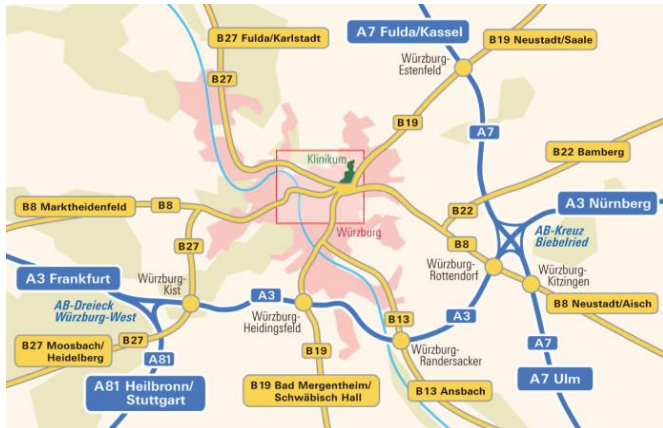 B27 Fulda/Karlstadt
A7 Fulda/Kassel
B19 Neustadt/Saale
Würzburg-
Estenfeld
B27
B19
A7
Klinikum
B22 Bamberg
B8 Marktheidenfeld
B8
B22
A3 Nürnberg
Würzburg
B27
B8
AB-Kreuz
Biebelried
A3 Frankfurt
Würzburg-
Kist
Würzburg-
Rottendorf
Würzburg-
Kitzingen
AB-Dreieck
Würzburg-West
A3
Würzburg-
Heidingsfeld
A3
B13
A3
B8 Neustadt/Aisch
B27 Moosbach/
Heidelberg
B27
A81
B19
Würzburg-
Randersacker
A7
A81 Heilbronn/
Stuttgart
B19 Bad Mergentheim/
Schwäbisch Hall
B13 Ansbach
A7 Ulm